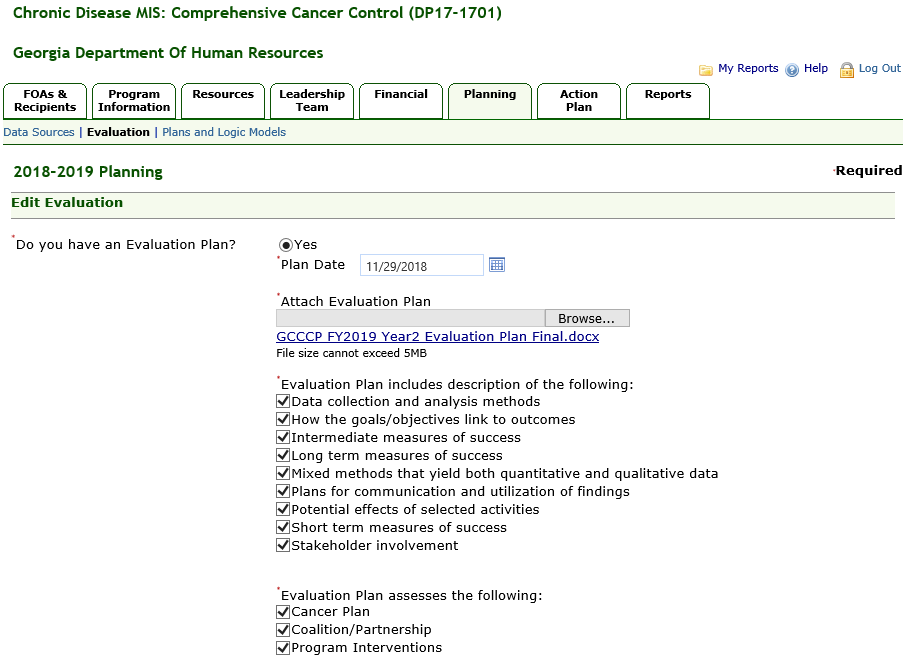 Chronic Disease MIS: Comprehensive Cancer Control (DP17-1701)
Georgia Department Of Human Resources
My Reports Help Log Out
FOAs & Recipients
Program Information
Resources
Leadership Team
Financial
Planning
Action Plan
Reports
Data Sources | Evaluation | Plans and Logic Models
2018-2019 Planning
*Required
Edit Evaluation
*Do you have an Evaluation Plan?
Yes
*Plan Date 11/29/2018
*Attach Evaluation Plan
Browse...
GCCCP FY2019 Year2 Evaluation Plan Final.docx
File size cannot exceed 5MB
*Evaluation Plan includes description of the following:
Data collection and analysis methods
How the goals/objectives link to outcomes
Intermediate measures of success
Long term measures of success
Mixed methods that yield both quantitative and qualitative data
Plans for communication and utilization of findings
Potential effects of selected activities
Short term measures of success
Stakeholder involvement
*Evaluation Plan assesses the following:
Cancer Plan
Coalition/Partnership
Program Interventions